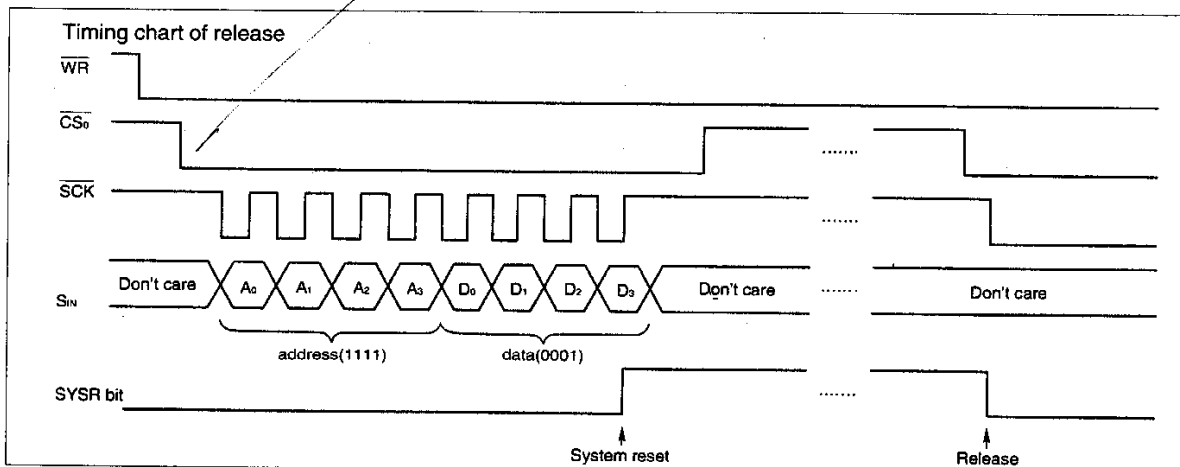 Timing chart of release
WR
CS0
SCK
SIN
Don't care A0 A1 A2 A3 D0 D1 D2 D3 Don't care ...... Don't care
address(1111) data(0001)
SYSR bit
System reset Release